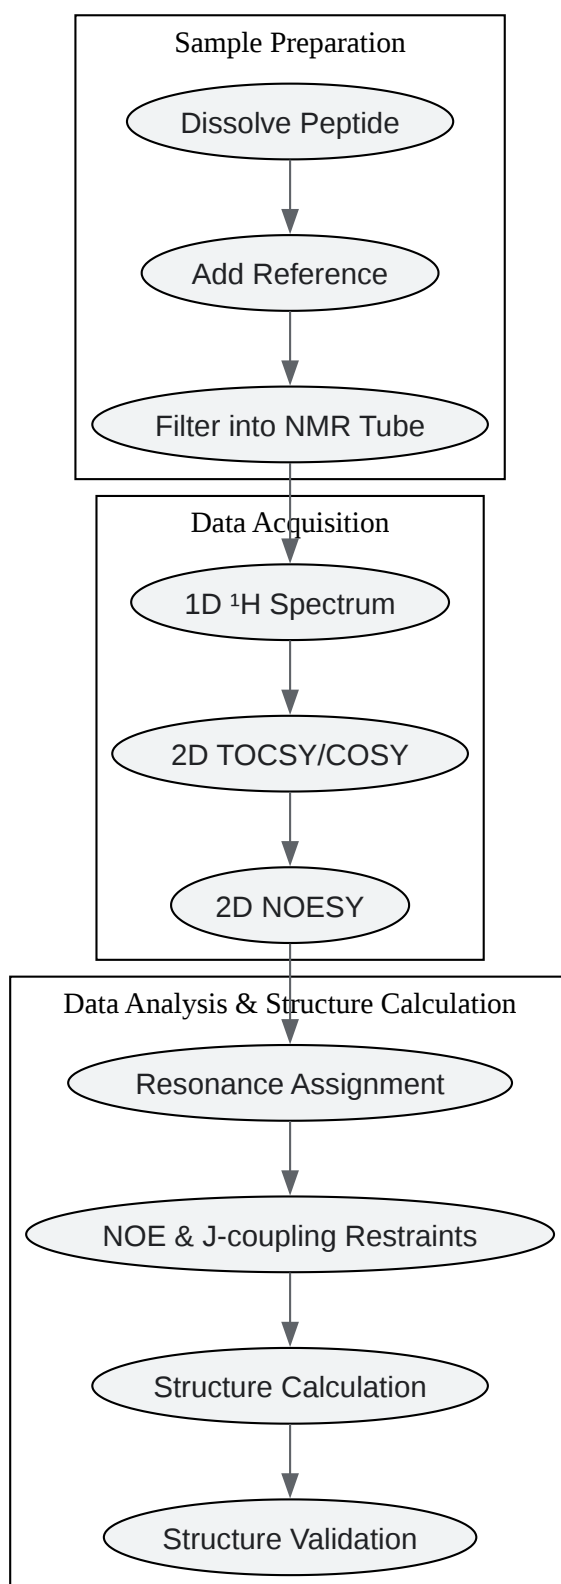 Sample Preparation
Dissolve Peptide
Add Reference
Filter into NMR Tube
Data Acquisition
1D ¹H Spectrum
2D TOCSY/COSY
2D NOESY
Data Analysis & Structure Calculation
Resonance Assignment
NOE & J-coupling Restraints
Structure Calculation
Structure Validation